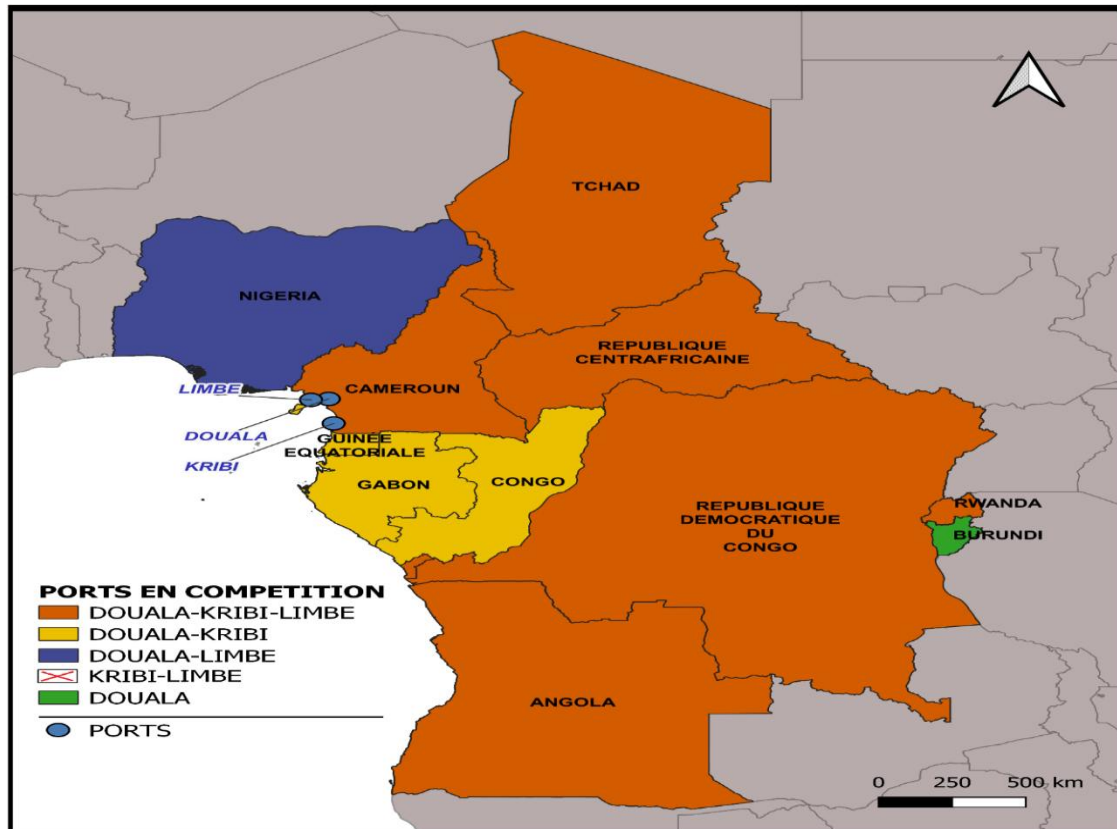 TCHAD
NIGERIA
REPUBLIQUE
CENTRAFRICAINE
LIMBE
CAMEROUN
DOUALA
GUINÉE
EQUATORIALE
KRIBI
GABON
CONGO
REPUBLIQUE
DEMOCRATIQUE
DU
CONGO
RWANDA
BURUNDI
ANGOLA
PORTS EN COMPETITION
DOUALA-KRIBI-LIMBE
DOUALA-KRIBI
DOUALA-LIMBE
KRIBI-LIMBE
DOUALA
PORTS
0 250 500 km